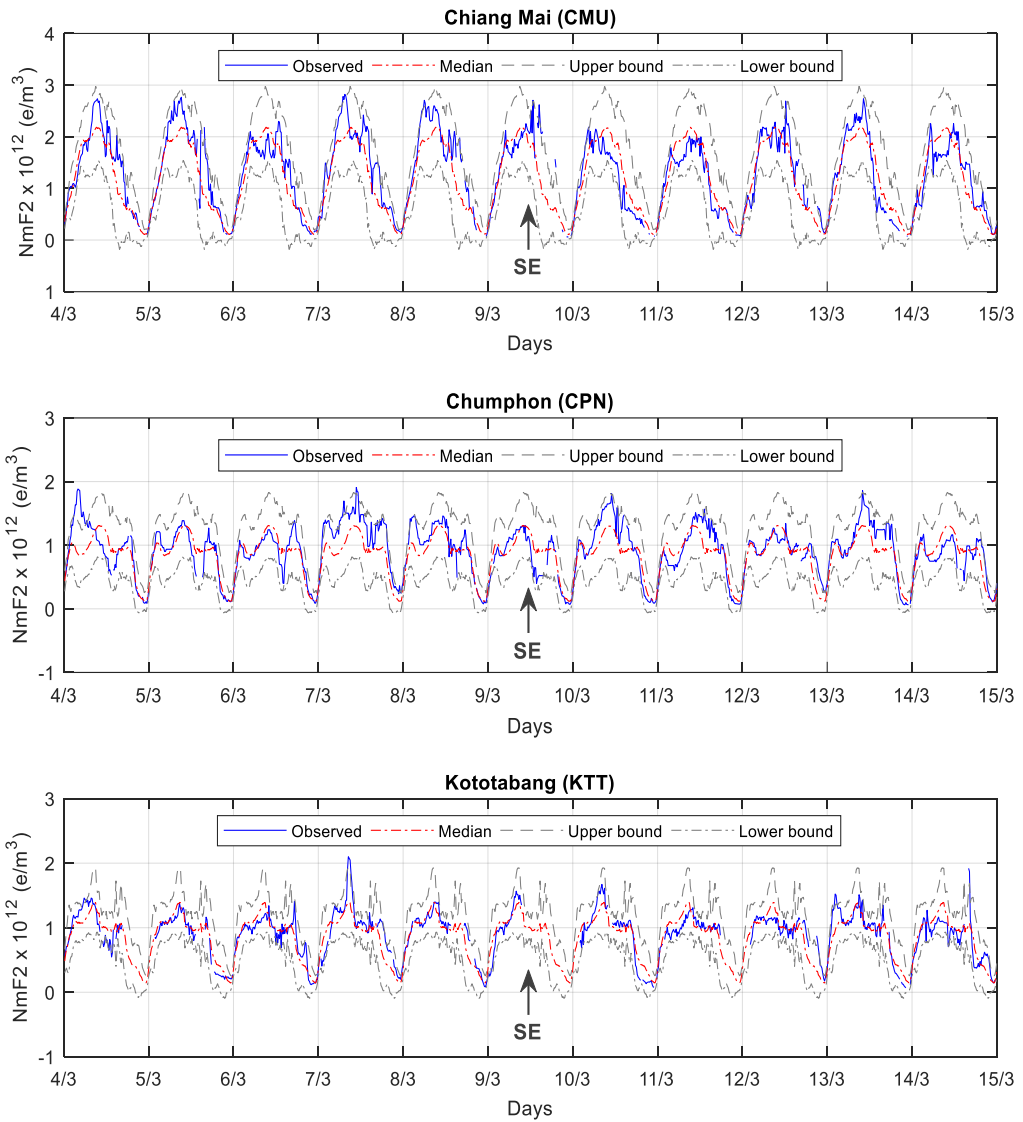 Chiang Mai (CMU)
4
3
2
1
0
1
NmF2 x 10^12 (e/m^3)
Observed Median Upper bound Lower bound
SE
4/3 5/3 6/3 7/3 8/3 9/3 10/3 11/3 12/3 13/3 14/3 15/3
Days
Chumphon (CPN)
3
2
1
0
-1
NmF2 x 10^12 (e/m^3)
Observed Median Upper bound Lower bound
SE
4/3 5/3 6/3 7/3 8/3 9/3 10/3 11/3 12/3 13/3 14/3 15/3
Days
Kototabang (KTT)
3
2
1
0
-1
NmF2 x 10^12 (e/m^3)
Observed Median Upper bound Lower bound
SE
4/3 5/3 6/3 7/3 8/3 9/3 10/3 11/3 12/3 13/3 14/3 15/3
Days